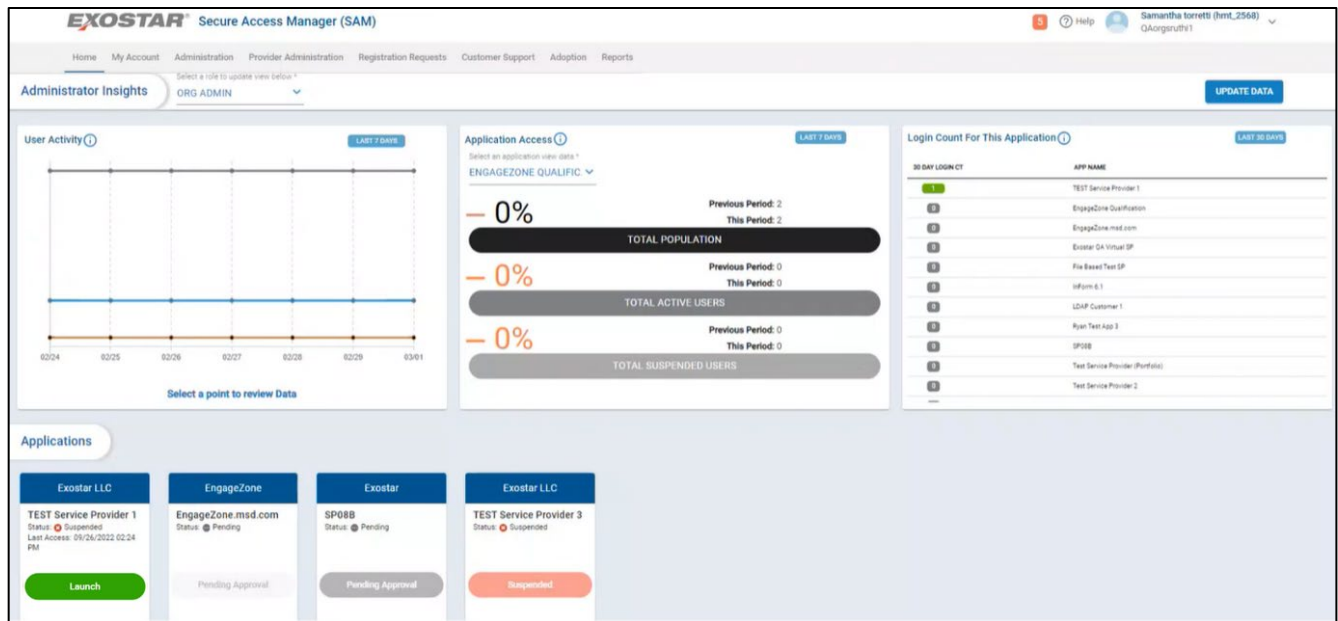 EXOSTAR® Secure Access Manager (SAM)
5 Help Samantha torretti (hmt_2568)
QAorgsruthi1
Home My Account Administration Provider Administration Registration Requests Customer Support Adoption Reports
Administrator Insights
Select a role to update view below *
ORG ADMIN
UPDATE DATA
User Activity LAST 7 DAYS
02/24 02/25 02/26 02/27 02/28 02/29 03/01
Select a point to review Data
Application Access LAST 7 DAYS
Select an application view data *
ENGAGEZONE QUALIFIC
0% Previous Period: 2
This Period: 2
TOTAL POPULATION
0% Previous Period: 0
This Period: 0
TOTAL ACTIVE USERS
0% Previous Period: 0
This Period: 0
TOTAL SUSPENDED USERS
Login Count For This Application LAST 30 DAYS
30 DAY LOGIN CT APP NAME
1 TEST Service Provider 1
0 EngageZone Qualification
0 EngageZone.msd.com
0 Exostar QA Virtual SP
0 File Based Test SP
0 InForm 6.1
0 LDAP Customer 1
0 Ryan Test App 3
0 SP08B
0 Test Service Provider (Portfolio)
0 Test Service Provider 2
Applications
Exostar LLC
TEST Service Provider 1
Status: Suspended
Last Access: 09/26/2022 02:24
PM
Launch
EngageZone
EngageZone.msd.com
Status: Pending
Pending Approval
Exostar
SP08B
Status: Pending
Pending Approval
Exostar LLC
TEST Service Provider 3
Status: Suspended
Suspended